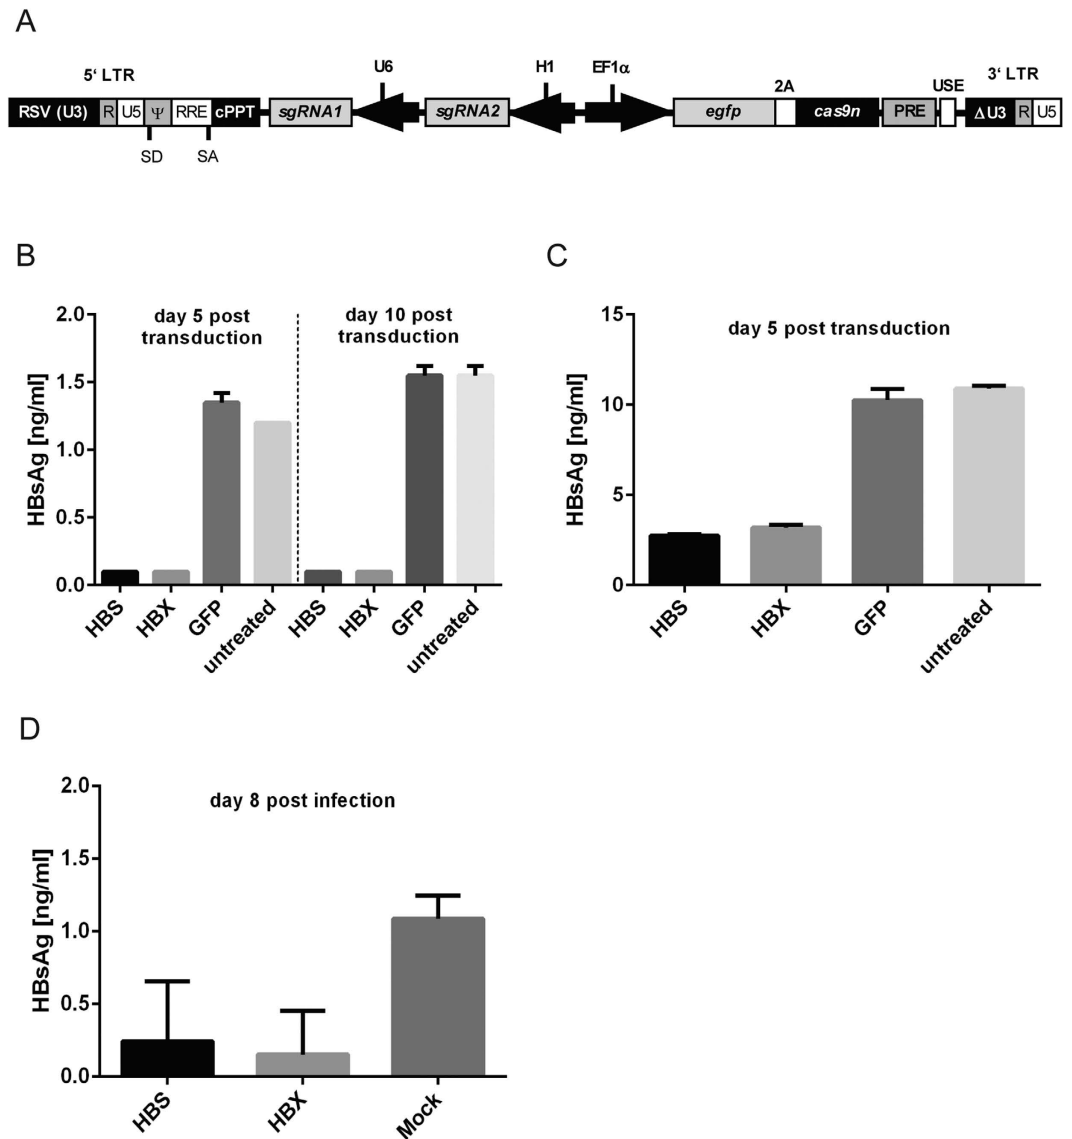 A
5‘ LTR
U6
H1
EF1α
2A
USE
3‘ LTR
RSV (U3) R U5 Ψ RRE cPPT sgRNA1 sgRNA2 egfp cas9n PRE ΔU3 R U5
SD
SA
B
HBsAg [ng/ml]
2.0
1.5
1.0
0.5
0.0
day 5 post
transduction
day 10 post
transduction
HBS
HBX
GFP
untreated
HBS
HBX
GFP
untreated
C
HBsAg [ng/ml]
15
10
5
0
day 5 post transduction
HBS
HBX
GFP
untreated
D
HBsAg [ng/ml]
2.0
1.5
1.0
0.5
0.0
day 8 post infection
HBS
HBX
Mock